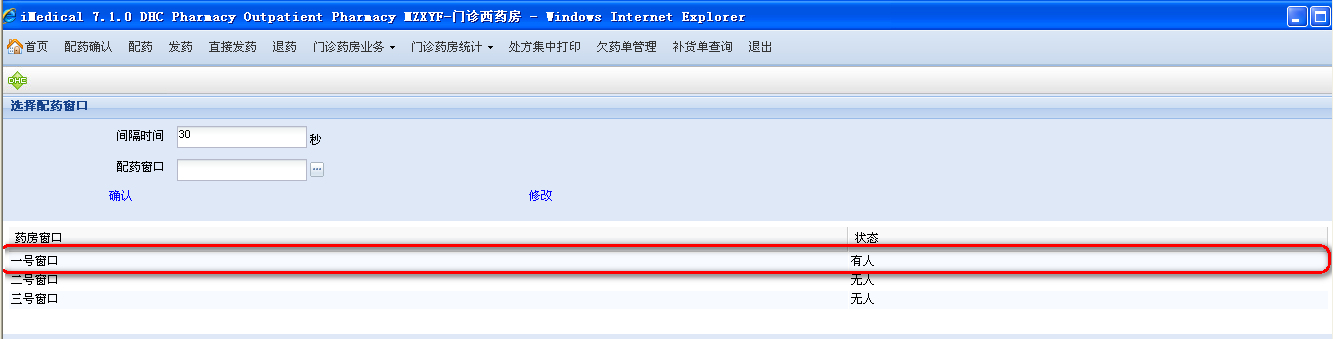 iMedical 7.1.0 DHC Pharmacy Outpatient Pharmacy MZXYF-门诊西药房 - Windows Internet Explorer
首页 配药确认 配药 发药 直接发药 退药 门诊药房业务 门诊药房统计 处方集中打印 欠药单管理 补货单查询 退出
DHC
选择配药窗口
间隔时间 30 秒
配药窗口 ...
确认 修改
药房窗口 状态
一号窗口 有人
二号窗口 无人
三号窗口 无人